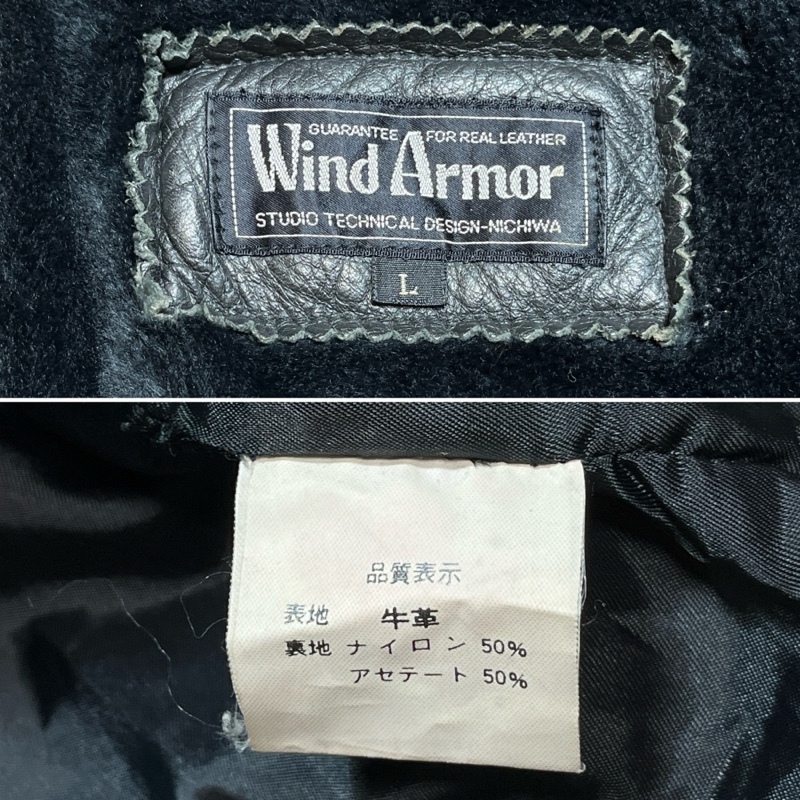 GUARANTEE FOR REAL LEATHER
Wind Armor
STUDIO TECHNICAL DESIGN-NICHIWA
L
品質表示
表地 牛革
裏地 ナイロン 50%
アセテート 50%